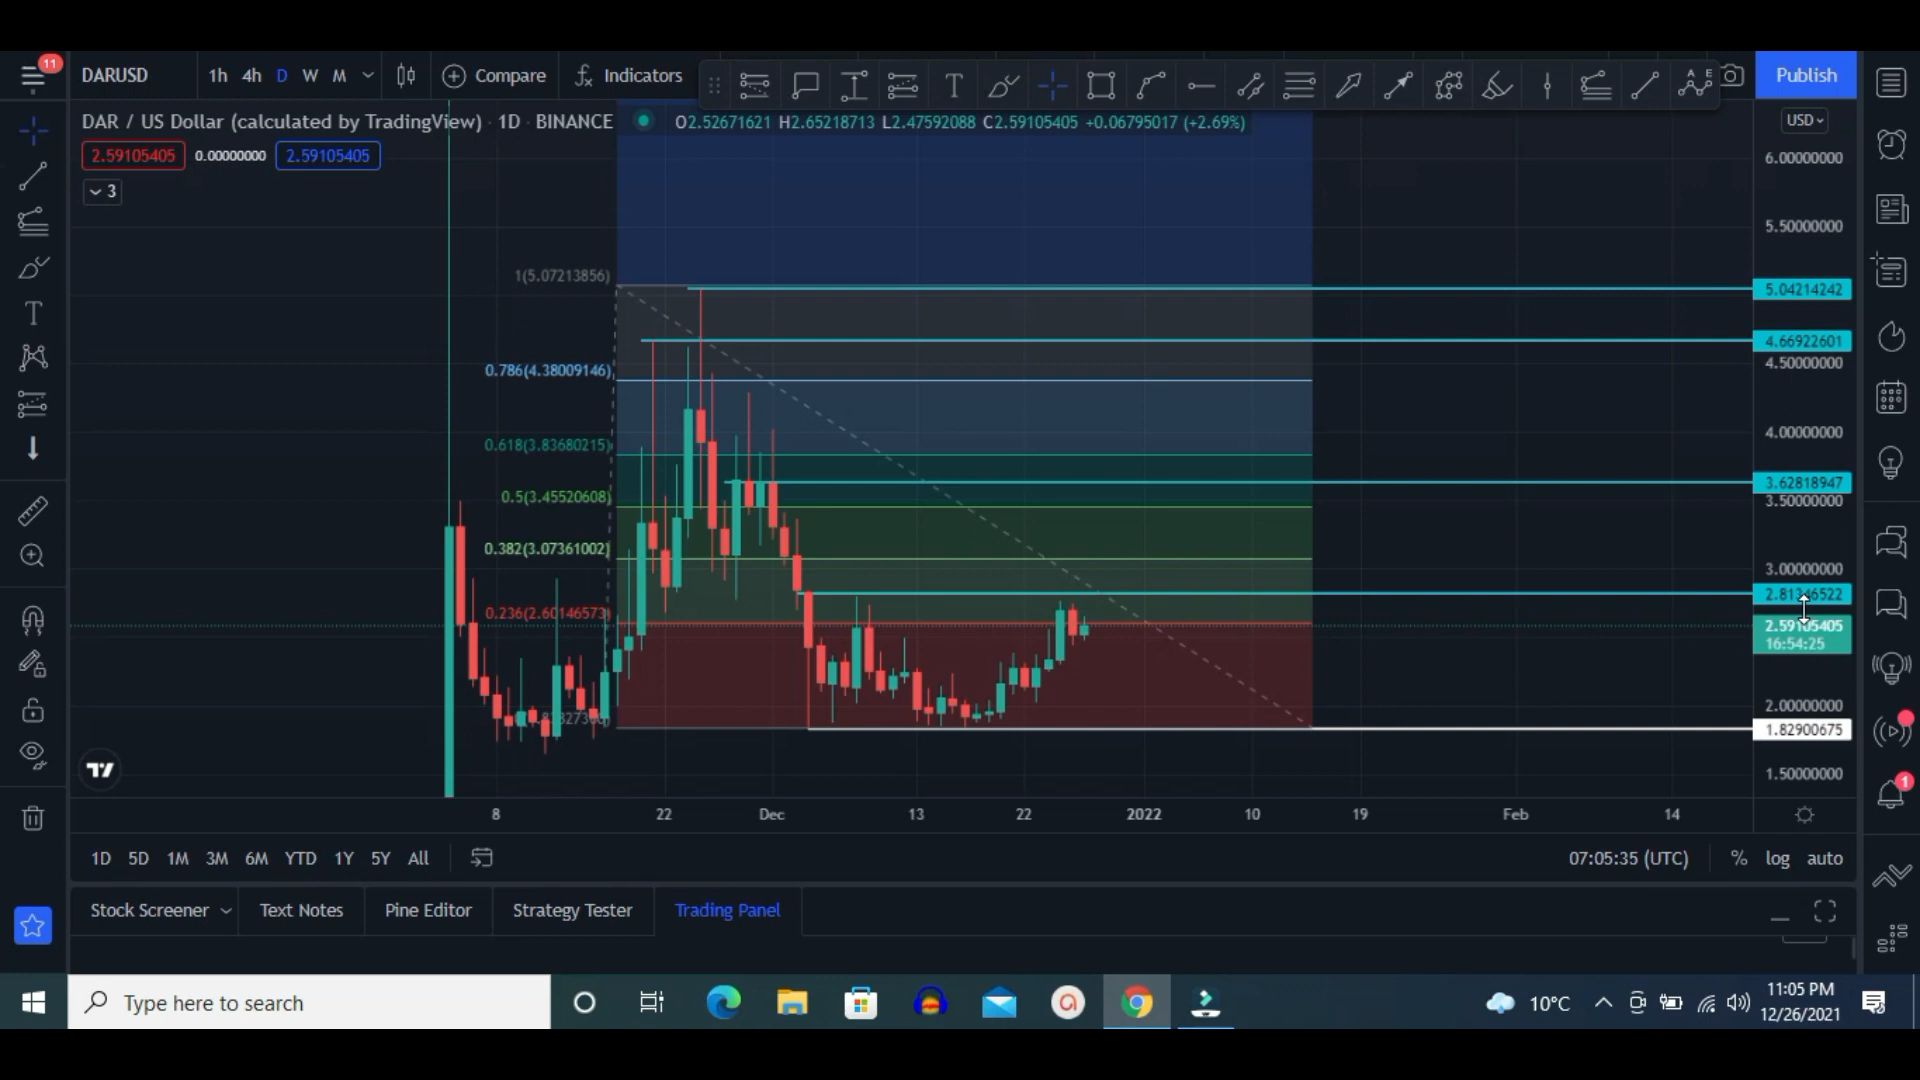 11
DARUSD
1h 4h D W M
Compare
Indicators
T
A E
Publish
DAR / US Dollar (calculated by TradingView) · 1D · BINANCE
O2.52671621 H2.65218713 L2.47592088 C2.59105405 +0.06795017 (+2.69%)
USD
2.59105405 0.00000000 2.59105405
3
6.00000000
5.50000000
1(5.07213856)
5.04214242
4.66922601
4.50000000
0.786(4.38009146)
4.00000000
0.618(3.83680215)
3.62818947
3.50000000
0.5(3.45520608)
0.382(3.07361002)
3.00000000
0.236(2.60146573)
2.59105405
16:54:25
2.00000000
1.82900675
1.50000000
8 22 Dec 13 22 2022 10 19 Feb 14
1
1D 5D 1M 3M 6M YTD 1Y 5Y All
07:05:35 (UTC) % log auto
Stock Screener Text Notes Pine Editor Strategy Tester Trading Panel
Type here to search
10°C
11:05 PM
12/26/2021
3